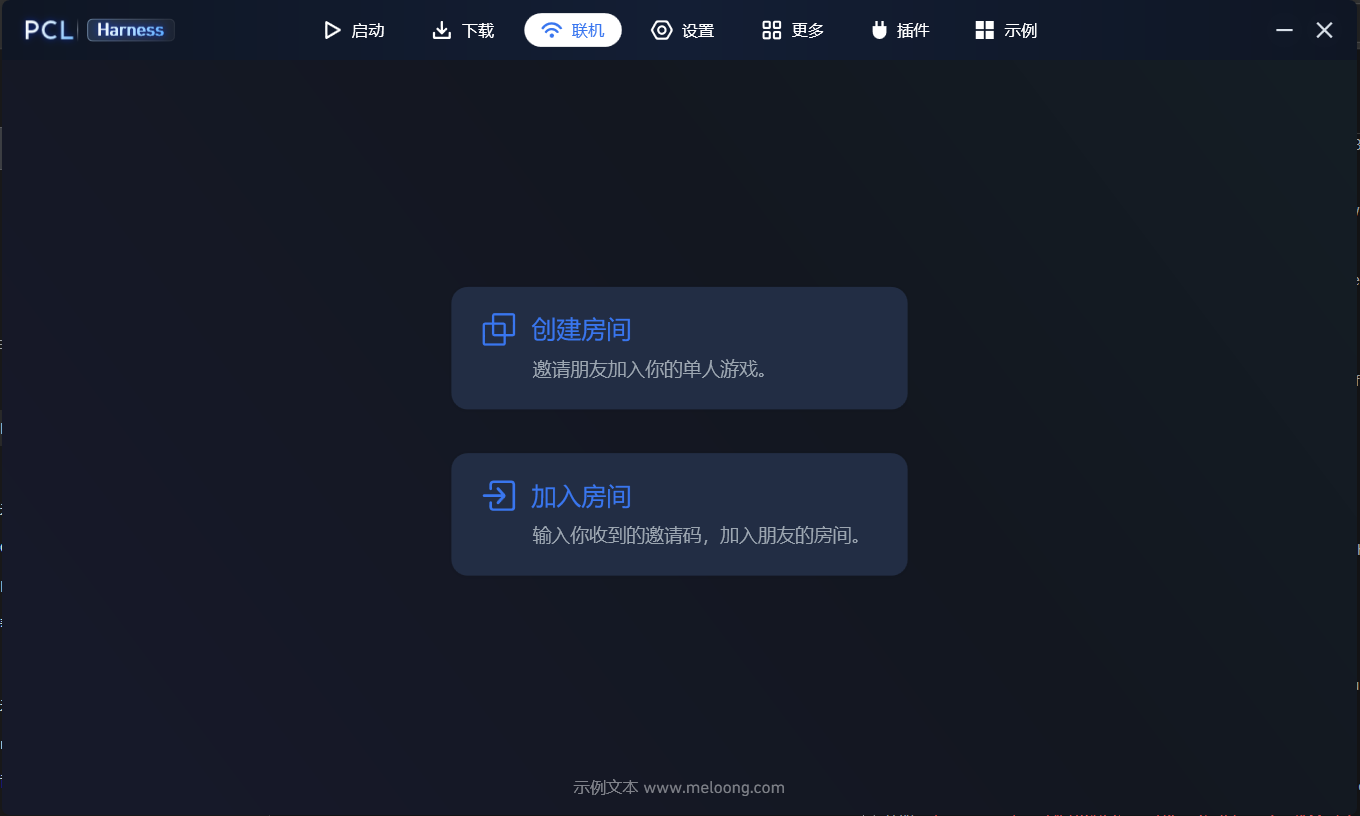 PCL Harness 启动 下载 联机 设置 更多 插件 示例
创建房间
邀请朋友加入你的单人游戏。
加入房间
输入你收到的邀请码，加入朋友的房间。
示例文本 www.meloong.com